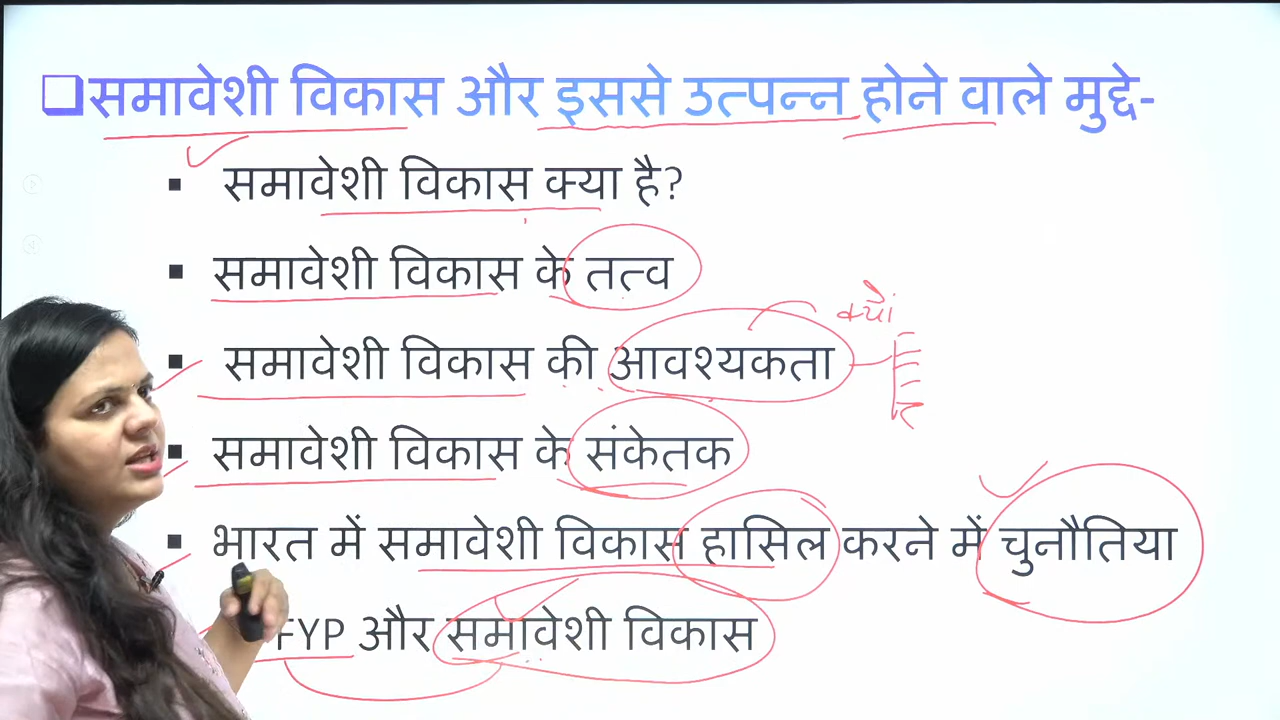 समावेशी विकास और इससे उत्पन्न होने वाले मुद्दे-
समावेशी विकास क्या है?
समावेशी विकास के तत्व
समावेशी विकास की आवश्यकता
क्यों
समावेशी विकास के संकेतक
भारत में समावेशी विकास हासिल करने में चुनौतिया
FYP और समावेशी विकास